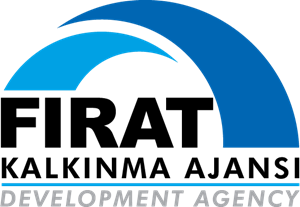 FIRAT
KALKINMA AJANSI
DEVELOPMENT AGENCY